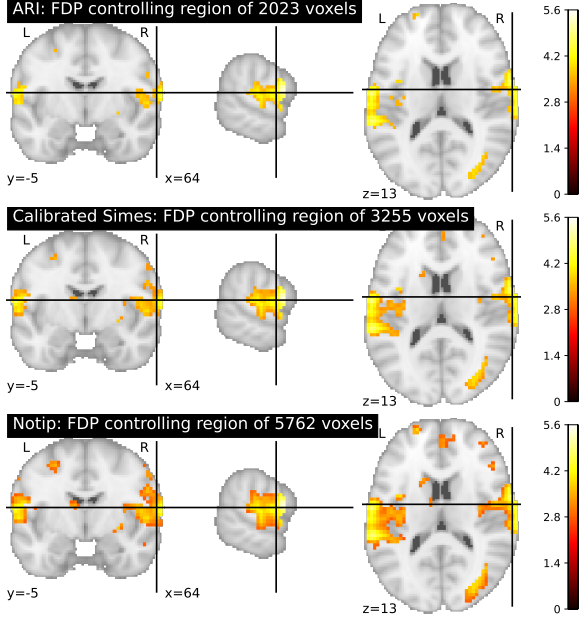 ARI: FDP controlling region of 2023 voxels
L R L R
y=-5 x=64 z=13
5.6
4.2
2.8
1.4
0
Calibrated Simes: FDP controlling region of 3255 voxels
L R R
y=-5 x=64 z=13
5.6
4.2
2.8
1.4
0
Notip: FDP controlling region of 5762 voxels
L R L R
y=-5 x=64 z=13
5.6
4.2
2.8
1.4
0